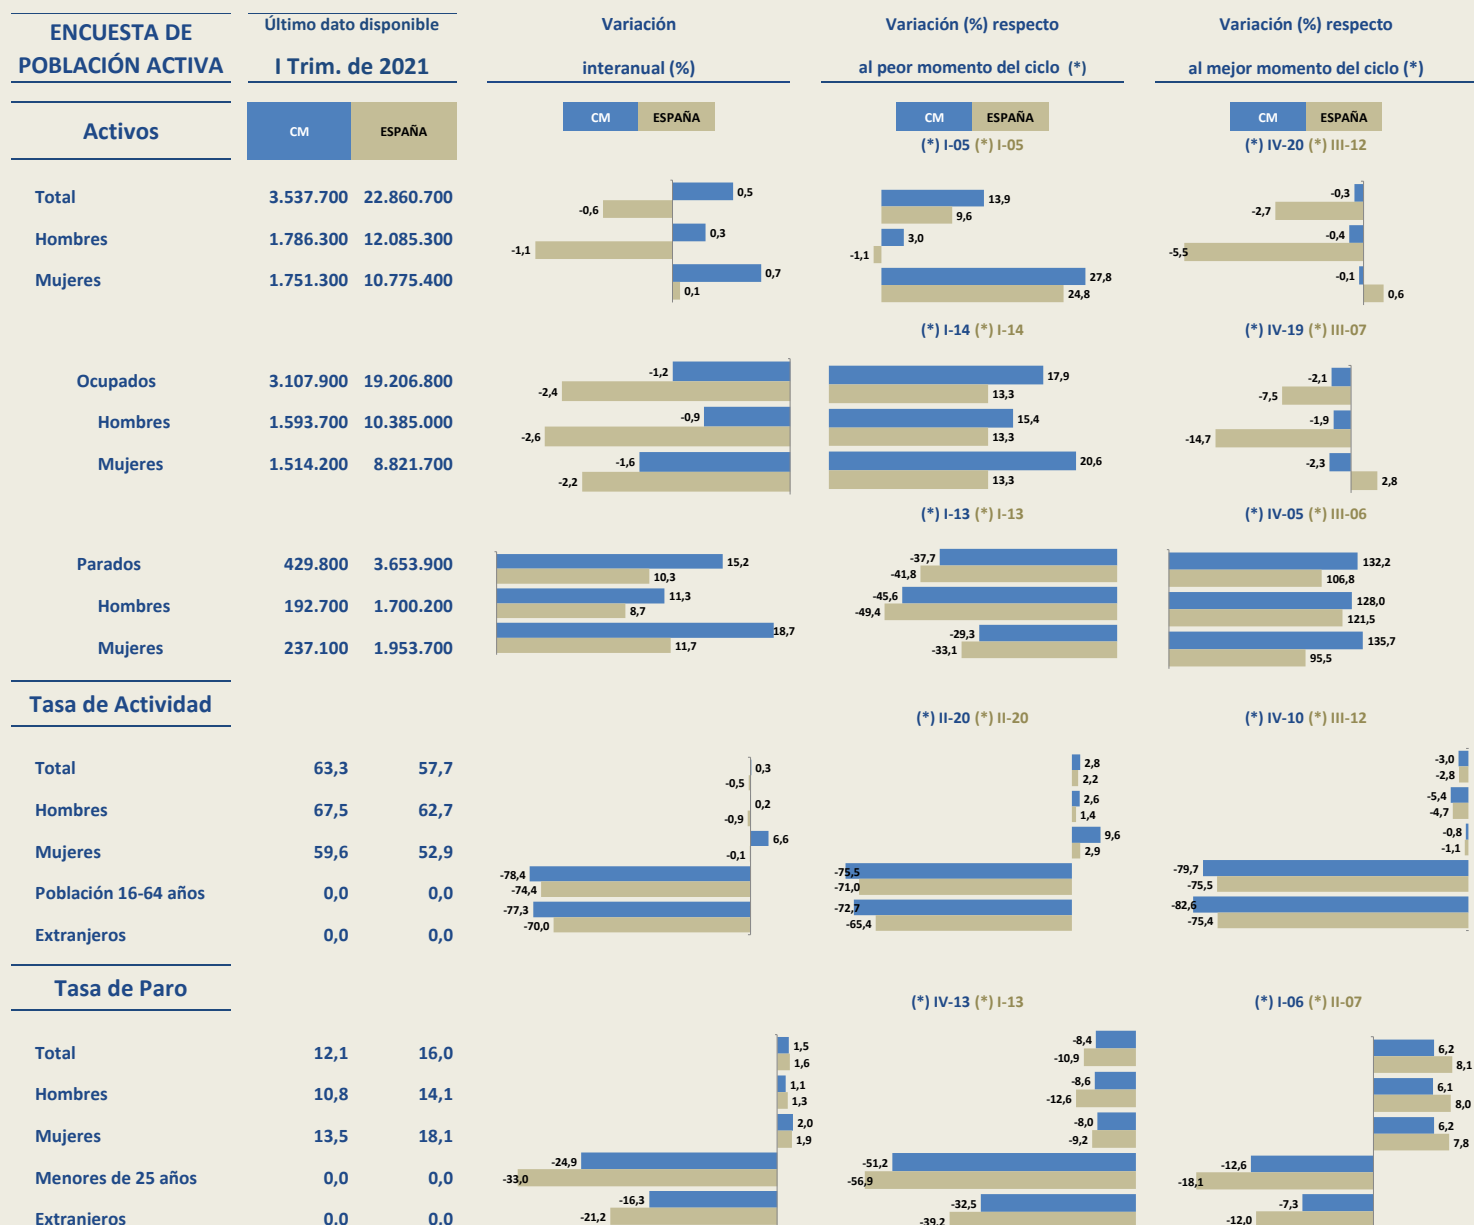 ENCUESTA DE
POBLACIÓN ACTIVA
Último dato disponible
I Trim. de 2021
Variación
interanual (%)
Variación (%) respecto
al peor momento del ciclo (*)
Variación (%) respecto
al mejor momento del ciclo (*)
Activos
CM ESPAÑA
CM ESPAÑA
CM ESPAÑA
(*) I-05 (*) I-05
CM ESPAÑA
(*) IV-20 (*) III-12
Total 3.537.700 22.860.700
0,5
-0,6
13,9
9,6
-0,3
-2,7
Hombres 1.786.300 12.085.300
0,3
-1,1
3,0
-1,1
-0,4
-5,5
Mujeres 1.751.300 10.775.400
0,7
0,1
27,8
24,8
-0,1
0,6
(*) I-14 (*) I-14
(*) IV-19 (*) III-07
Ocupados 3.107.900 19.206.800
-1,2
-2,4
17,9
13,3
-2,1
-7,5
Hombres 1.593.700 10.385.000
-0,9
-2,6
15,4
13,3
-1,9
-14,7
Mujeres 1.514.200 8.821.700
-1,6
-2,2
20,6
13,3
-2,3
2,8
(*) I-13 (*) I-13
(*) IV-05 (*) III-06
Parados 429.800 3.653.900
15,2
10,3
-37,7
-41,8
132,2
106,8
Hombres 192.700 1.700.200
11,3
8,7
-45,6
-49,4
128,0
121,5
Mujeres 237.100 1.953.700
18,7
11,7
-29,3
-33,1
135,7
95,5
Tasa de Actividad
(*) II-20 (*) II-20
(*) IV-10 (*) III-12
Total 63,3 57,7
0,3
-0,5
2,8
2,2
-3,0
-2,8
Hombres 67,5 62,7
0,2
-0,9
2,6
1,4
-5,4
-4,7
Mujeres 59,6 52,9
6,6
-0,1
9,6
2,9
-0,8
-1,1
Población 16-64 años 0,0 0,0
-78,4
-74,4
-75,5
-71,0
-79,7
-75,5
Extranjeros 0,0 0,0
-77,3
-70,0
-72,7
-65,4
-82,6
-75,4
Tasa de Paro
(*) IV-13 (*) I-13
(*) I-06 (*) II-07
Total 12,1 16,0
1,5
1,6
-8,4
-10,9
6,2
8,1
Hombres 10,8 14,1
1,1
1,3
-8,6
-12,6
6,1
8,0
Mujeres 13,5 18,1
2,0
1,9
-8,0
-9,2
6,2
7,8
Menores de 25 años 0,0 0,0
-24,9
-33,0
-51,2
-56,9
-12,6
-18,1
Extranjeros 0,0 0,0
-16,3
-21,2
-32,5
-39,2
-7,3
-12,0